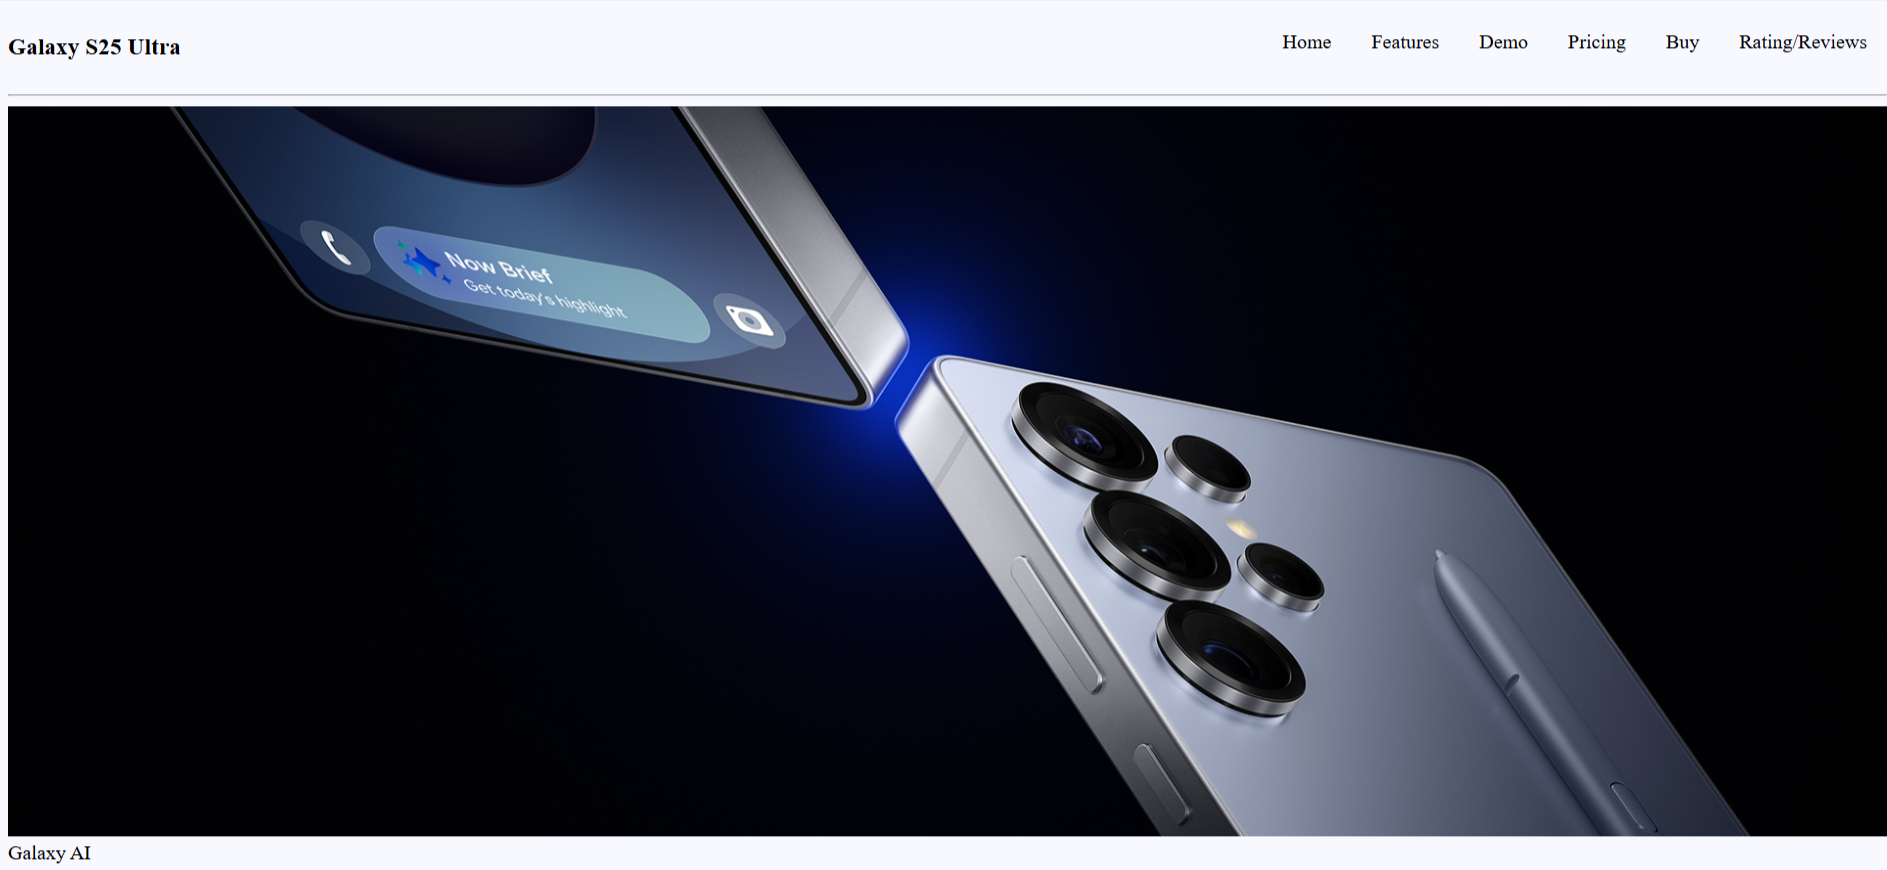 Galaxy S25 Ultra
Home Features Demo Pricing Buy Rating/Reviews
Now Brief
Get today's highlight
Galaxy AI